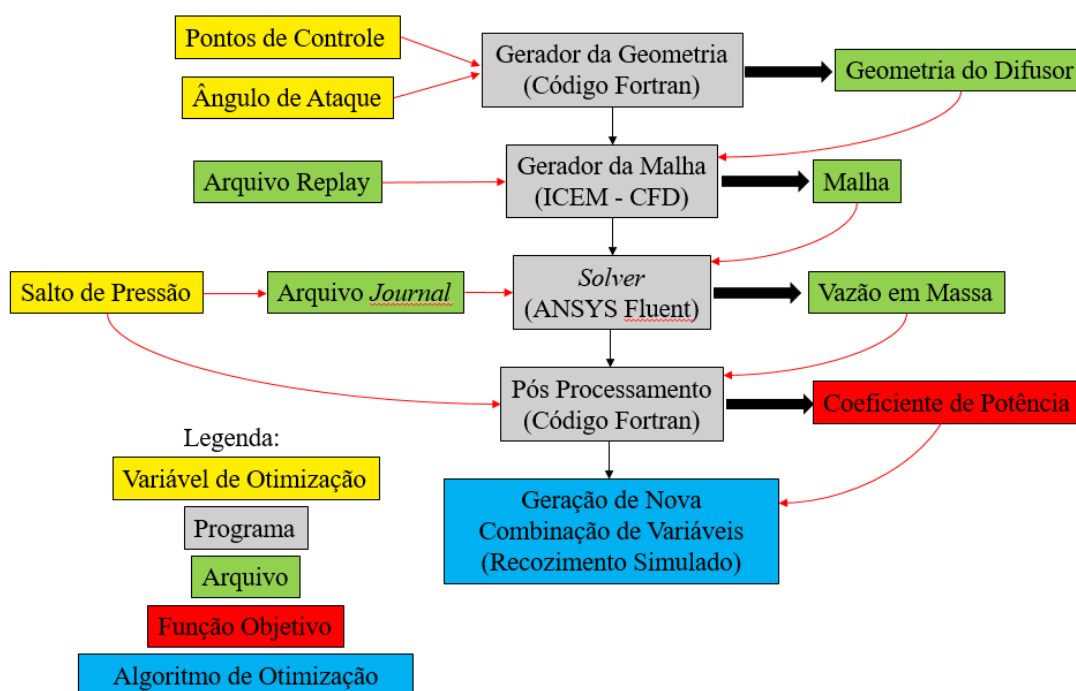 Pontos de Controle
Gerador da Geometria
(Código Fortran)
Geometria do Difusor
Ângulo de Ataque
Arquivo Replay
Gerador da Malha
(ICEM - CFD)
Malha
Salto de Pressão
Arquivo Journal
Solver
(ANSYS Fluent)
Vazão em Massa
Pós Processamento
(Código Fortran)
Coeficiente de Potência
Geração de Nova
Combinação de Variáveis
(Recozimento Simulado)
Legenda:
Variável de Otimização
Programa
Arquivo
Função Objetivo
Algoritmo de Otimização